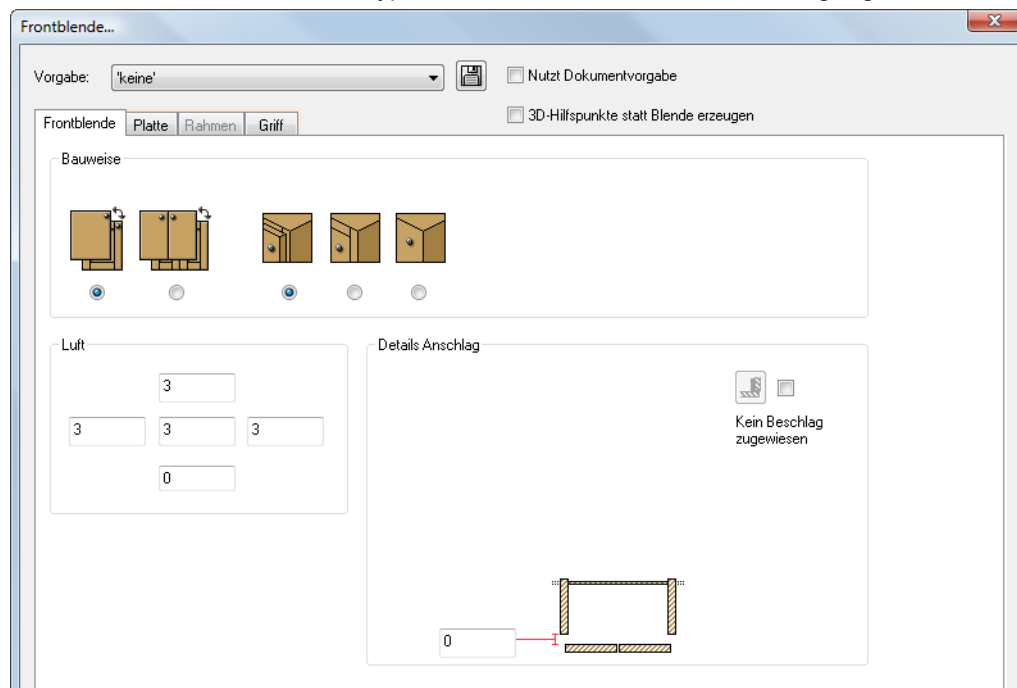 Frontblende...
Vorgabe: 'keine' Nutzt Dokumentvorgabe
3D-Hilfspunkte statt Blende erzeugen
Frontblende Platte Rahmen Griff
Bauweise
Luft
3
3 3 3
0
Details Anschlag
Kein Beschlag
zugewiesen
0